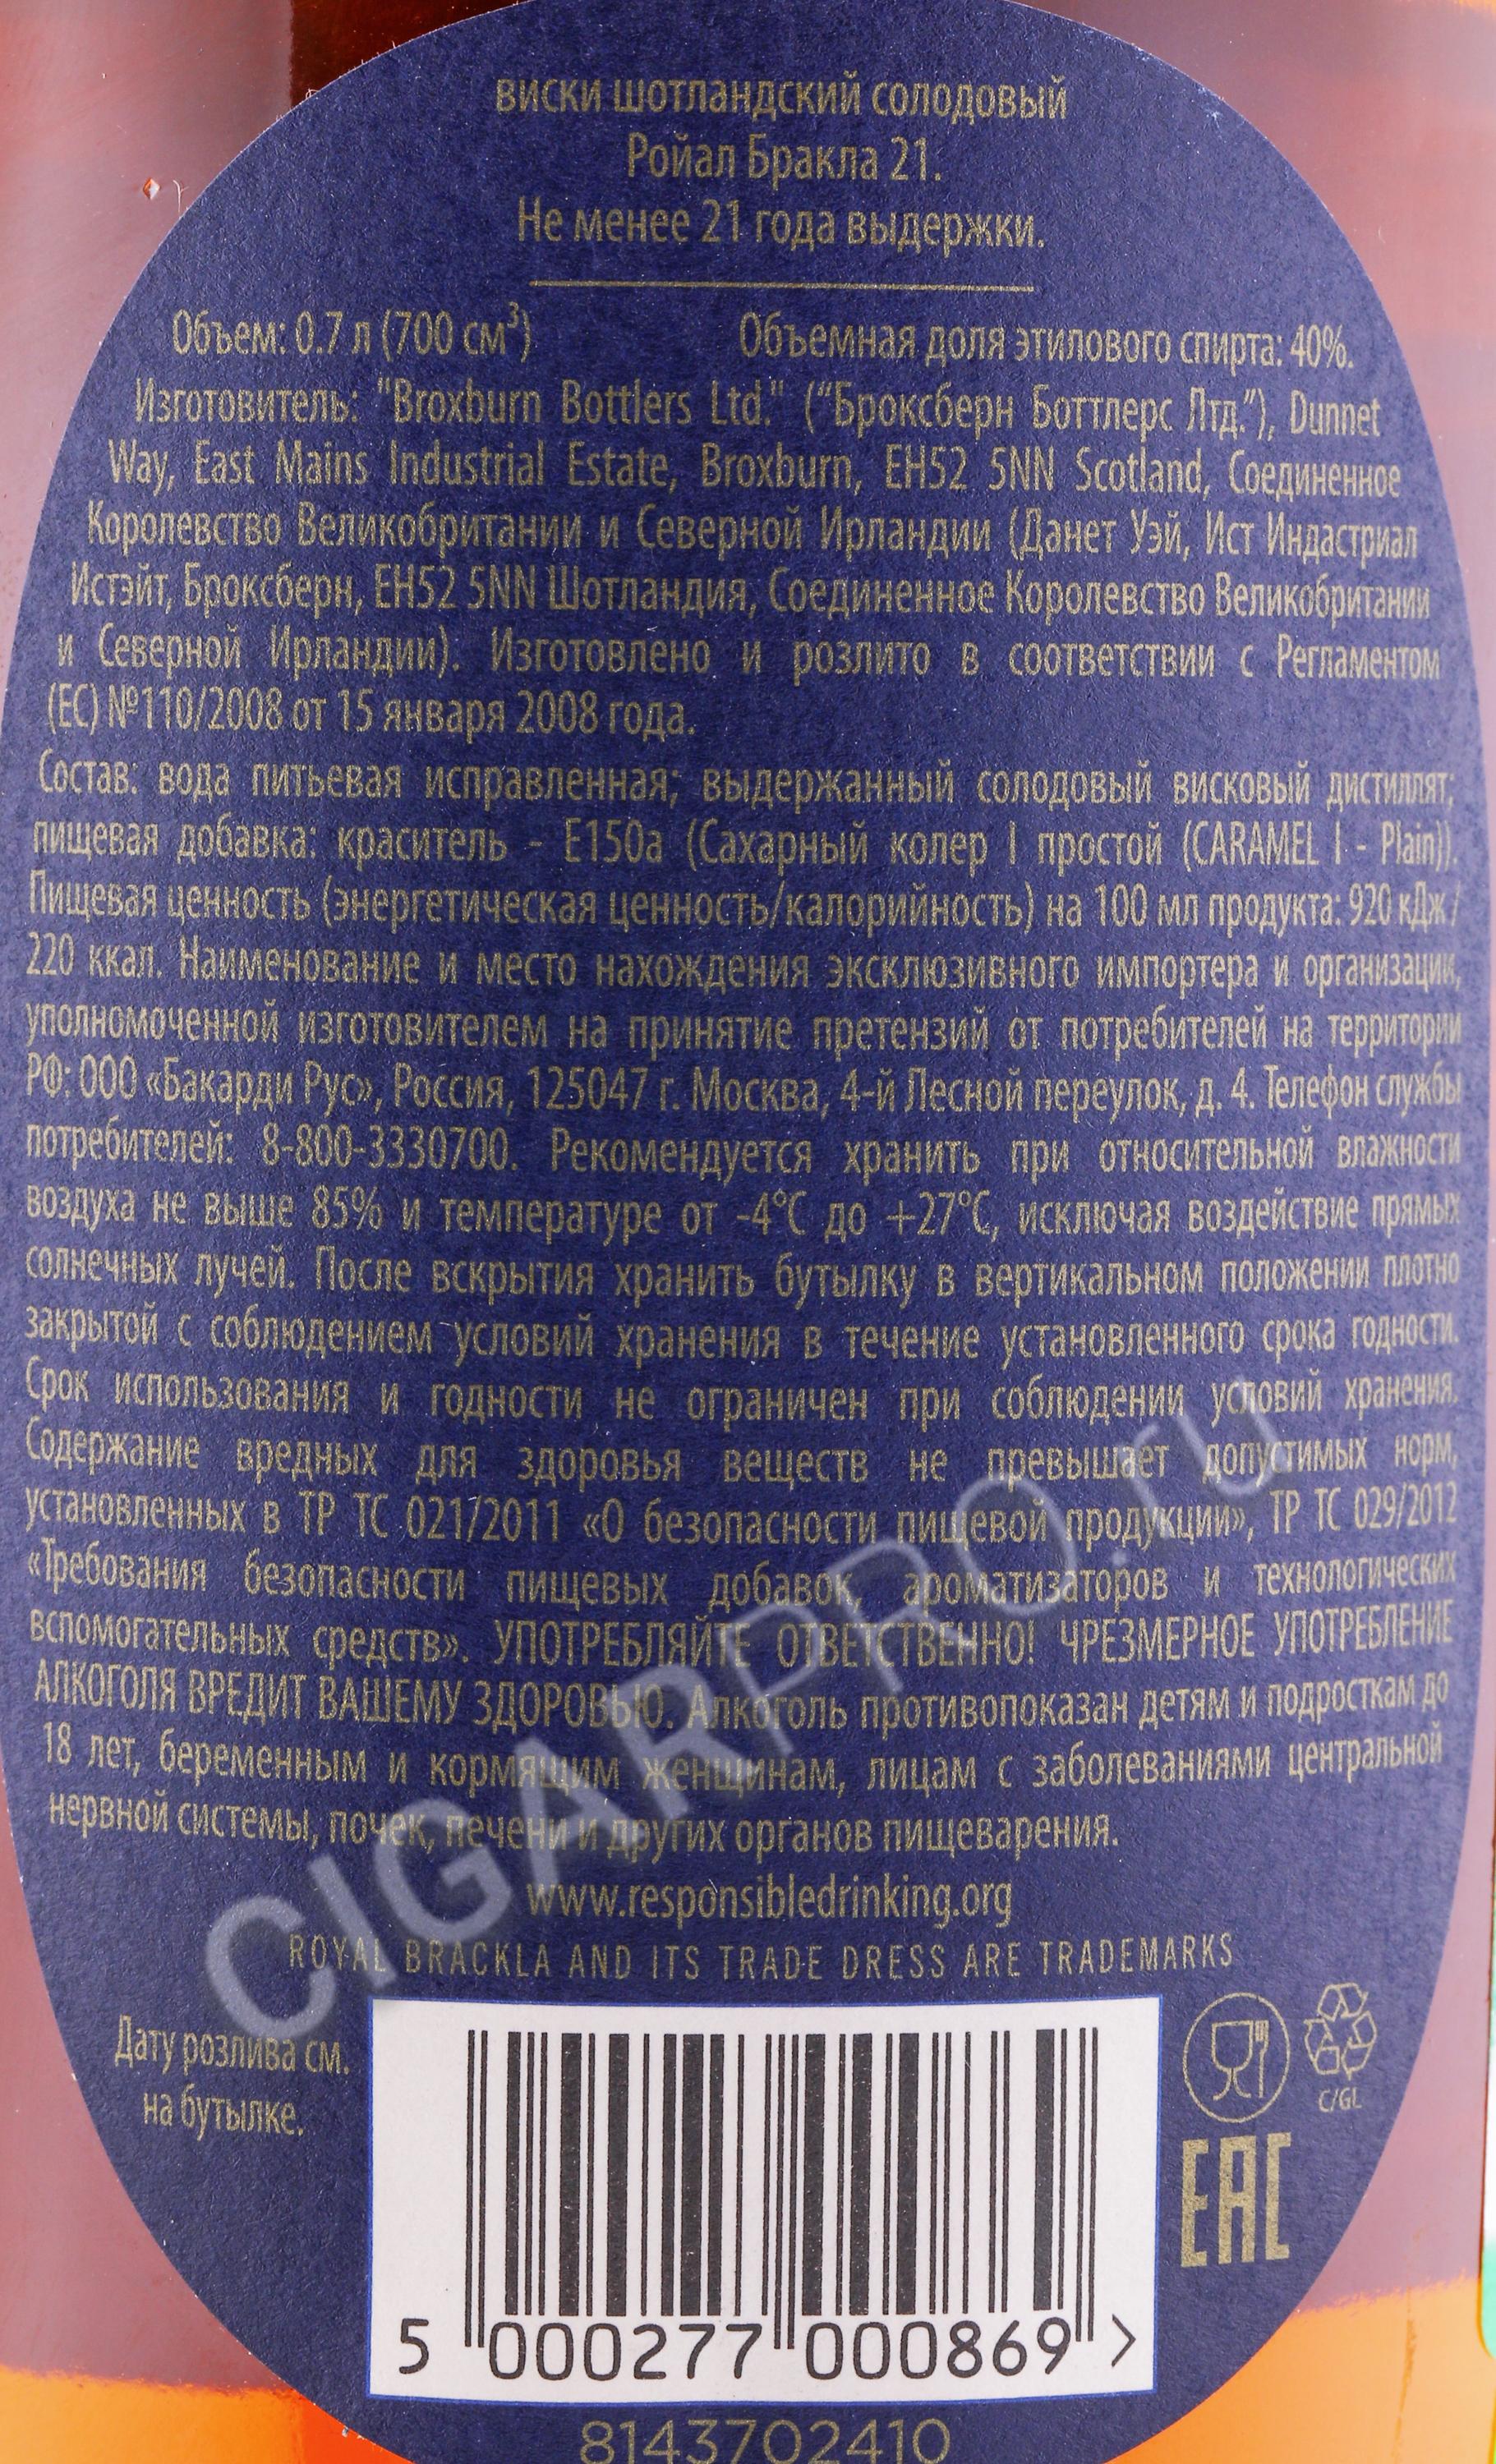 виски шотландский солодовый
Ройал Бракла 21.
Не менее 21 года выдержки.
Объем: 0.7 л (700 см³) Объемная доля этилового спирта: 40%.
Изготовитель: "Broxburn Bottlers Ltd." (“Броксберн Боттлерс Лтд.”), Dunnet
Way, East Mains Industrial Estate, Broxburn, EH52 5NN Scotland, Соединенное
Королевство Великобритании и Северной Ирландии (Данет Уэй, Ист Индастриал
Истэйт, Броксберн, EH52 5NN Шотландия, Соединенное Королевство Великобритании
и Северной Ирландии). Изготовлено и розлито в соответствии с Регламентом
(ЕС) №110/2008 от 15 января 2008 года.
Состав: вода питьевая исправленная; выдержанный солодовый висковый дистиллят;
пищевая добавка: краситель - Е150а (Сахарный колер I простой (CARAMEL I - Plain)).
Пищевая ценность (энергетическая ценность/калорийность) на 100 мл продукта: 920 кДж /
220 ккал. Наименование и место нахождения эксклюзивного импортера и организации,
уполномоченной изготовителем на принятие претензий от потребителей на территории
РФ: ООО «Бакарди Рус», Россия, 125047 г. Москва, 4-й Лесной переулок, д. 4. Телефон службы
потребителей: 8-800-3330700. Рекомендуется хранить при относительной влажности
воздуха не выше 85% и температуре от -4°С до +27°С, исключая воздействие прямых
солнечных лучей. После вскрытия хранить бутылку в вертикальном положении плотно
закрытой с соблюдением условий хранения в течение установленного срока годности.
Срок использования и годности не ограничен при соблюдении условий хранения.
Содержание вредных для здоровья веществ не превышает допустимых норм,
установленных в ТР ТС 021/2011 «О безопасности пищевой продукции», ТР ТС 029/2012
«Требования безопасности пищевых добавок, ароматизаторов и технологических
вспомогательных средств». УПОТРЕБЛЯЙТЕ ОТВЕТСТВЕННО! ЧРЕЗМЕРНОЕ УПОТРЕБЛЕНИЕ
АЛКОГОЛЯ ВРЕДИТ ВАШЕМУ ЗДОРОВЬЮ. Алкоголь противопоказан детям и подросткам до
18 лет, беременным и кормящим женщинам, лицам с заболеваниями центральной
нервной системы, почек, печени и других органов пищеварения.
www.responsibledrinking.org
ROYAL BRACKLA AND ITS TRADE DRESS ARE TRADEMARKS
Дату розлива см.
на бутылке.
C/GL
EAC
5 000277 000869 >
8143702410
CIGARPRO.ru